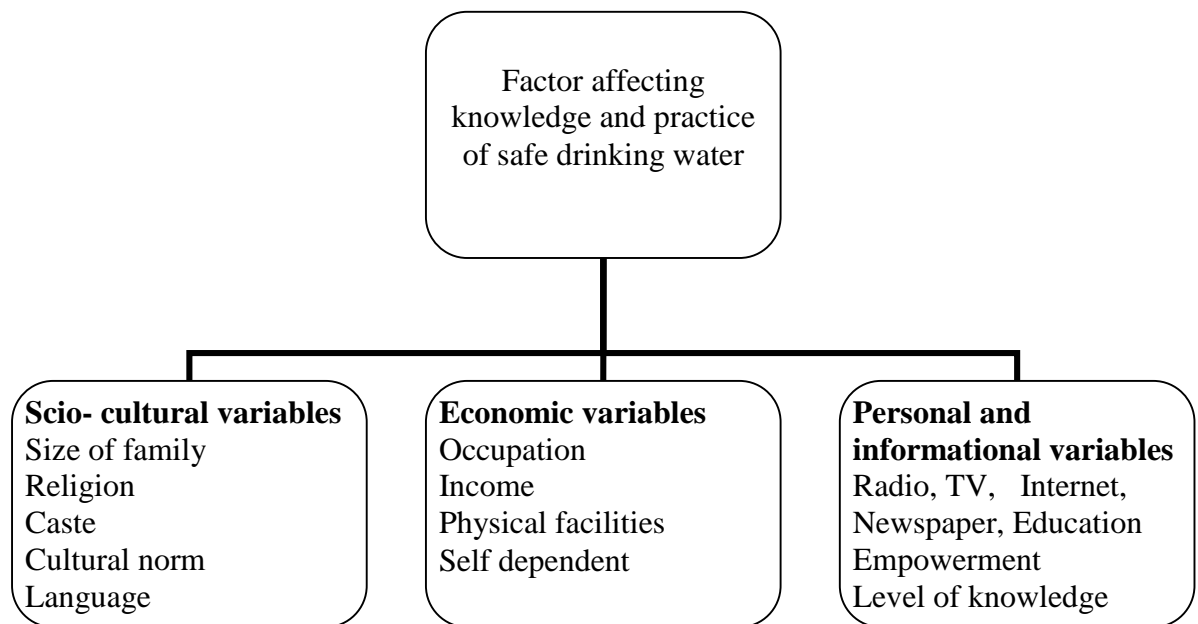 Factor affecting
knowledge and practice
of safe drinking water
Scio- cultural variables
Size of family
Religion
Caste
Cultural norm
Language
Economic variables
Occupation
Income
Physical facilities
Self dependent
Personal and
informational variables
Radio, TV, Internet,
Newspaper, Education
Empowerment
Level of knowledge